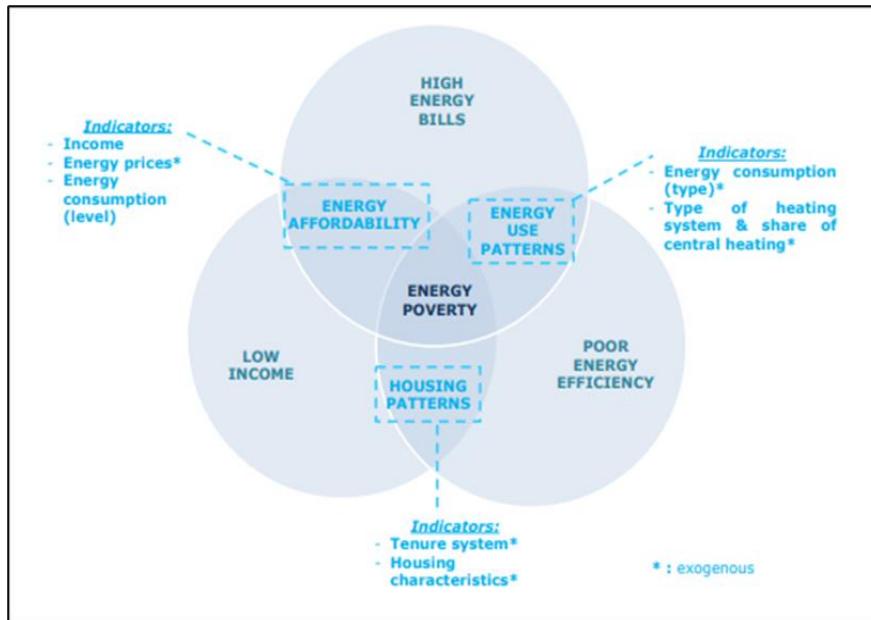 HIGH
ENERGY
BILLS
Indicators:
- Income
- Energy prices*
- Energy
consumption
(level)
Indicators:
- Energy consumption
(type)*
- Type of heating
system & share of
central heating*
ENERGY
AFFORDABILITY
ENERGY
USE
PATTERNS
ENERGY
POVERTY
LOW
INCOME
POOR
ENERGY
EFFICIENCY
HOUSING
PATTERNS
Indicators:
- Tenure system*
- Housing
characteristics*
* : exogenous